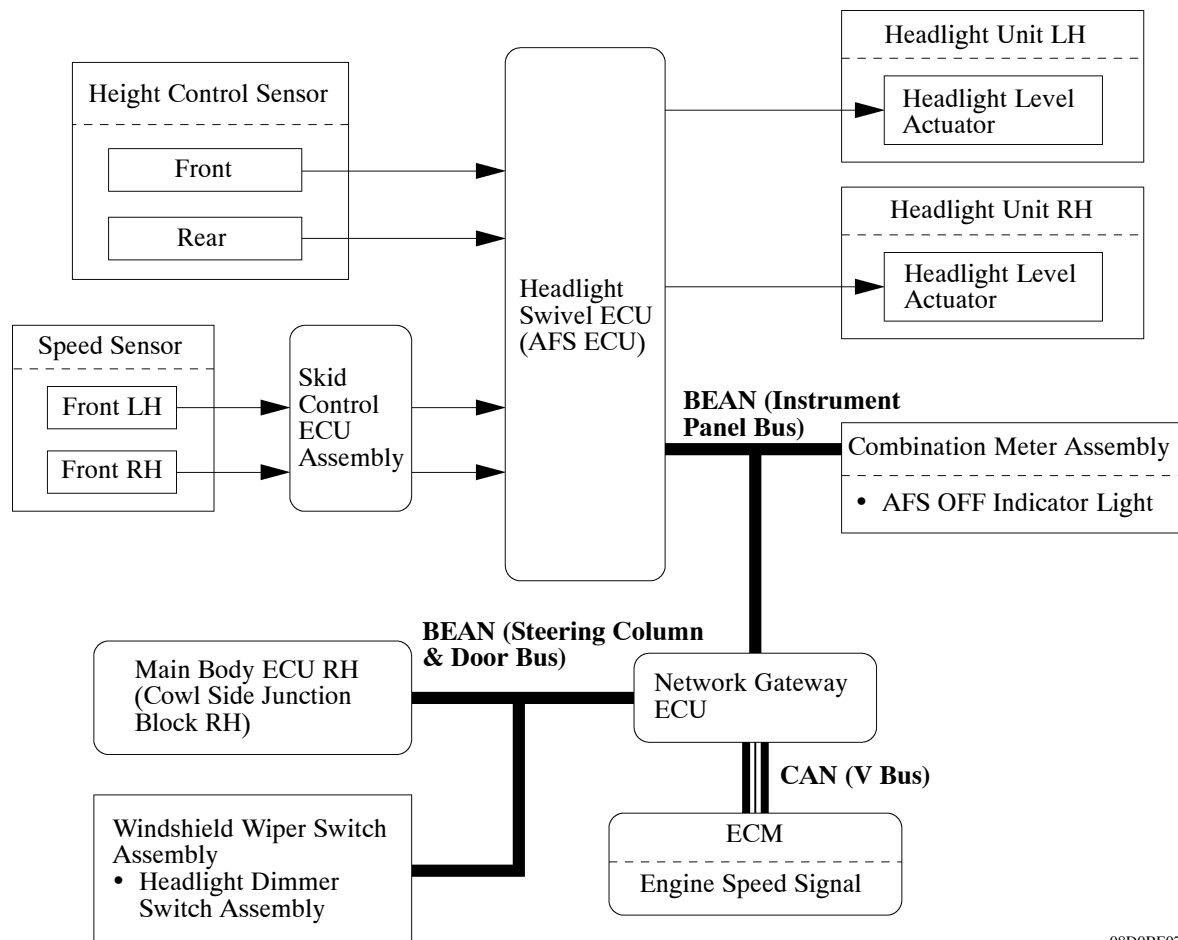 Height Control Sensor
Front
Rear
Speed Sensor
Front LH
Front RH
Skid
Control
ECU
Assembly
Headlight
Swivel ECU
(AFS ECU)
Headlight Unit LH
Headlight Level
Actuator
Headlight Unit RH
Headlight Level
Actuator
BEAN (Instrument
Panel Bus)
Combination Meter Assembly
• AFS OFF Indicator Light
BEAN (Steering Column
& Door Bus)
Main Body ECU RH
(Cowl Side Junction
Block RH)
Network Gateway
ECU
CAN (V Bus)
Windshield Wiper Switch
Assembly
• Headlight Dimmer
Switch Assembly
ECM
Engine Speed Signal